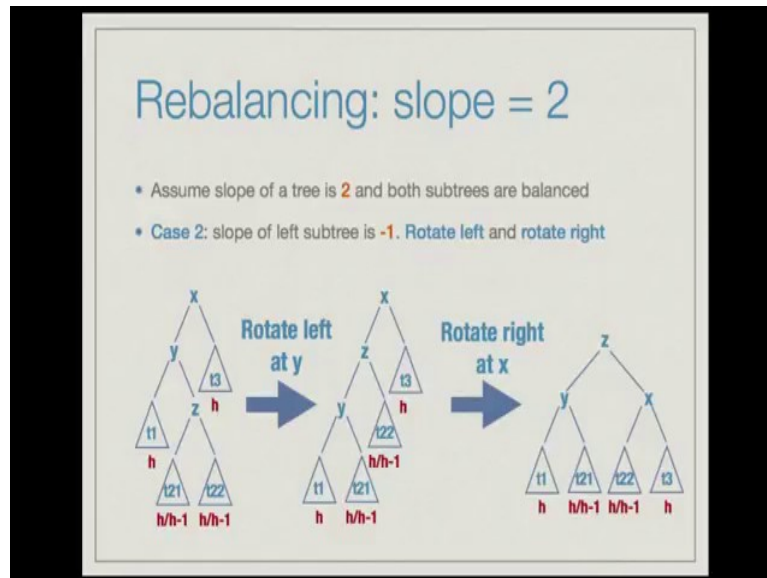 Rebalancing: slope = 2
• Assume slope of a tree is 2 and both subtrees are balanced
• Case 2: slope of left subtree is -1. Rotate left and rotate right
x
y
t3
h
z
t1
h
t21
t22
h/h-1
h/h-1
Rotate left
at y
x
z
t3
h
y
t22
h/h-1
t1
t21
h
h/h-1
Rotate right
at x
z
y
x
t1
t21
t22
t3
h
h/h-1
h/h-1
h